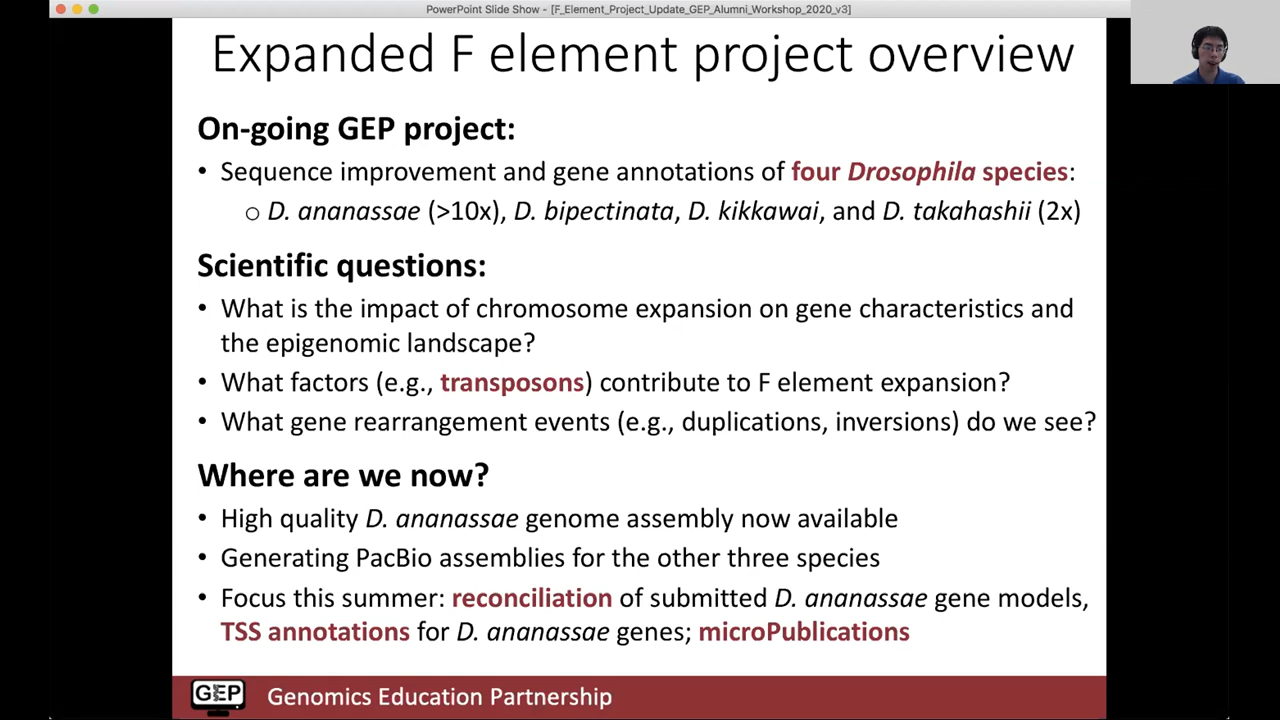 PowerPoint Slide Show - [F_Element_Project_Update_GEP_Alumni_Workshop_2020_v3]
Expanded F element project overview
On-going GEP project:
• Sequence improvement and gene annotations of four Drosophila species:
o D. ananassae (>10x), D. bipectinata, D. kikkawai, and D. takahashii (2x)
Scientific questions:
• What is the impact of chromosome expansion on gene characteristics and
the epigenomic landscape?
• What factors (e.g., transposons) contribute to F element expansion?
• What gene rearrangement events (e.g., duplications, inversions) do we see?
Where are we now?
• High quality D. ananassae genome assembly now available
• Generating PacBio assemblies for the other three species
• Focus this summer: reconciliation of submitted D. ananassae gene models,
TSS annotations for D. ananassae genes; microPublications
GEP Genomics Education Partnership